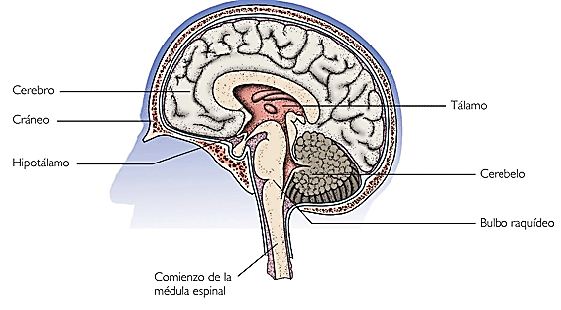 Cerebro
Cráneo
Hipotálamo
Tálamo
Cerebelo
Bulbo raquídeo
Comienzo de la
médula espinal